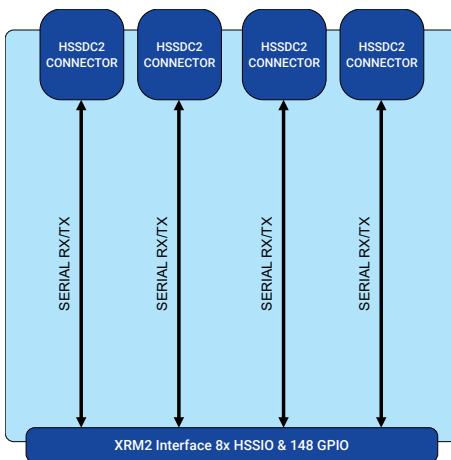 HSSDC2
CONNECTOR
HSSDC2
CONNECTOR
HSSDC2
CONNECTOR
HSSDC2
CONNECTOR
SERIAL RX/TX
SERIAL RX/TX
SERIAL RX/TX
SERIAL RX/TX
XRM2 Interface 8x HSSIO & 148 GPIO